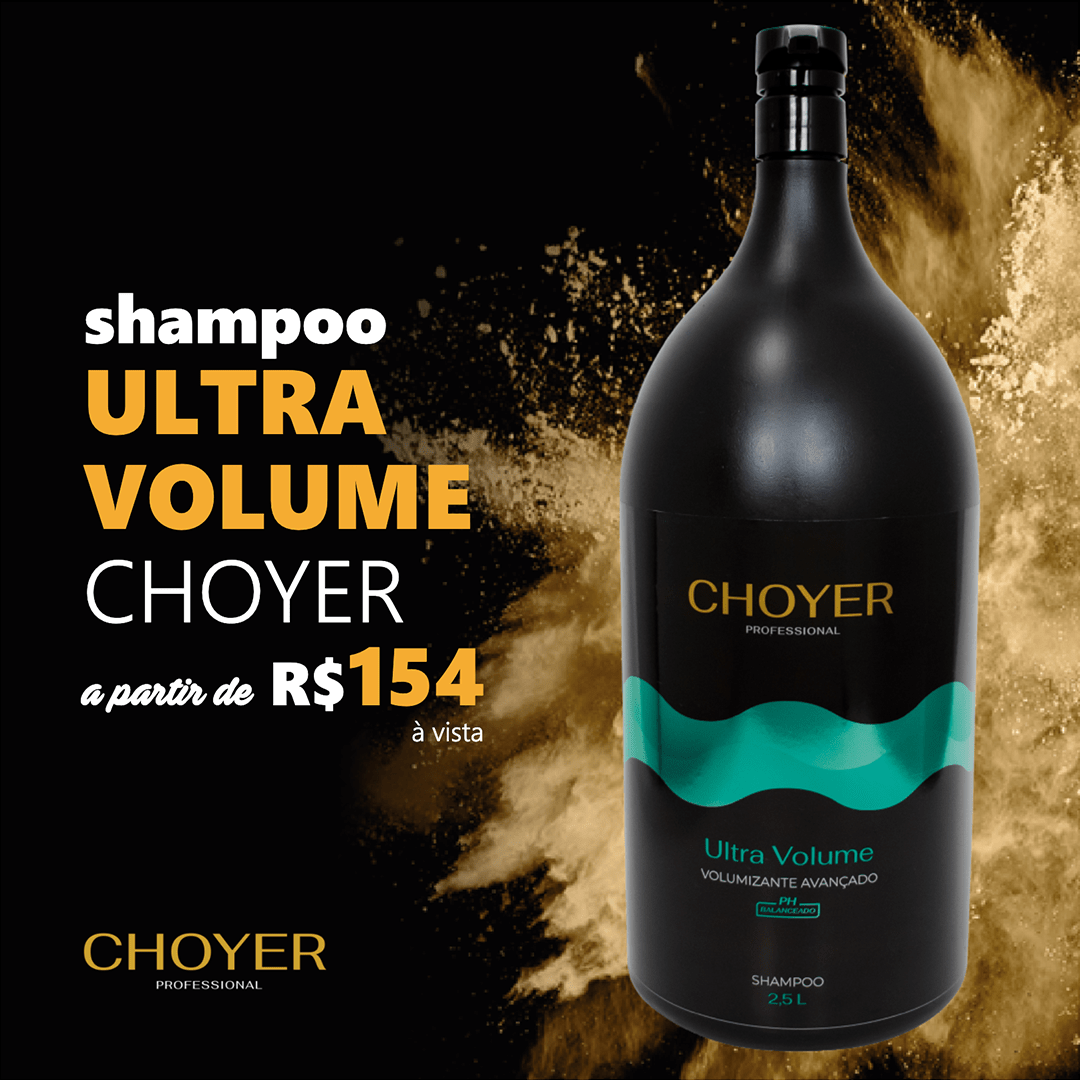 shampoo
ULTRA
VOLUME
CHOYER
a partir de R$154
à vista
CHOYER
PROFESSIONAL
CHOYER
PROFESSIONAL
Ultra Volume
VOLUMIZANTE AVANÇADO
PH
BALANCEADO
SHAMPOO
2,5 L